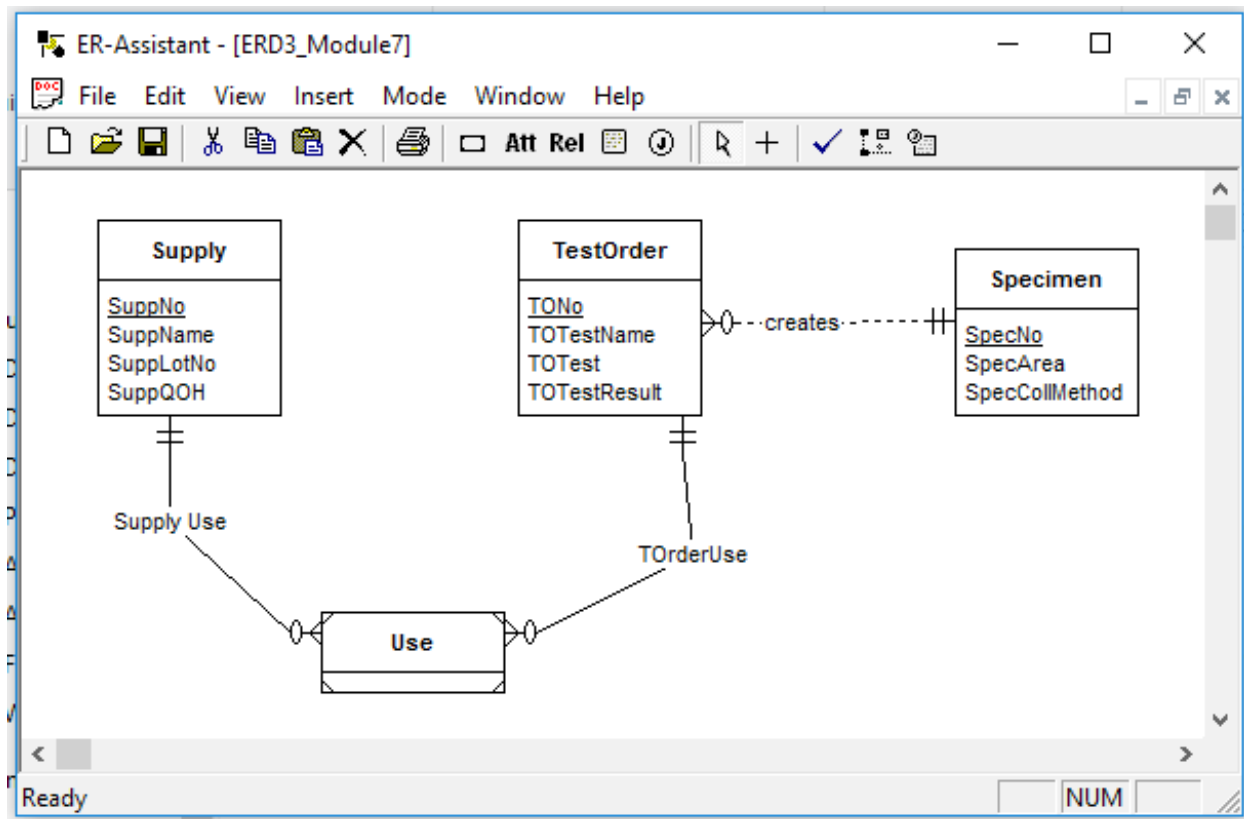 ER-Assistant - [ERD3_Module7]
DOC File Edit View Insert Mode Window Help
Att Rel J
Supply
SuppNo
SuppName
SuppLotNo
SuppQOH
TestOrder
TONo
TOTestName
TOTest
TOTestResult
creates
Specimen
SpecNo
SpecArea
SpecCollMethod
Supply Use
TOrderUse
Use
Ready NUM